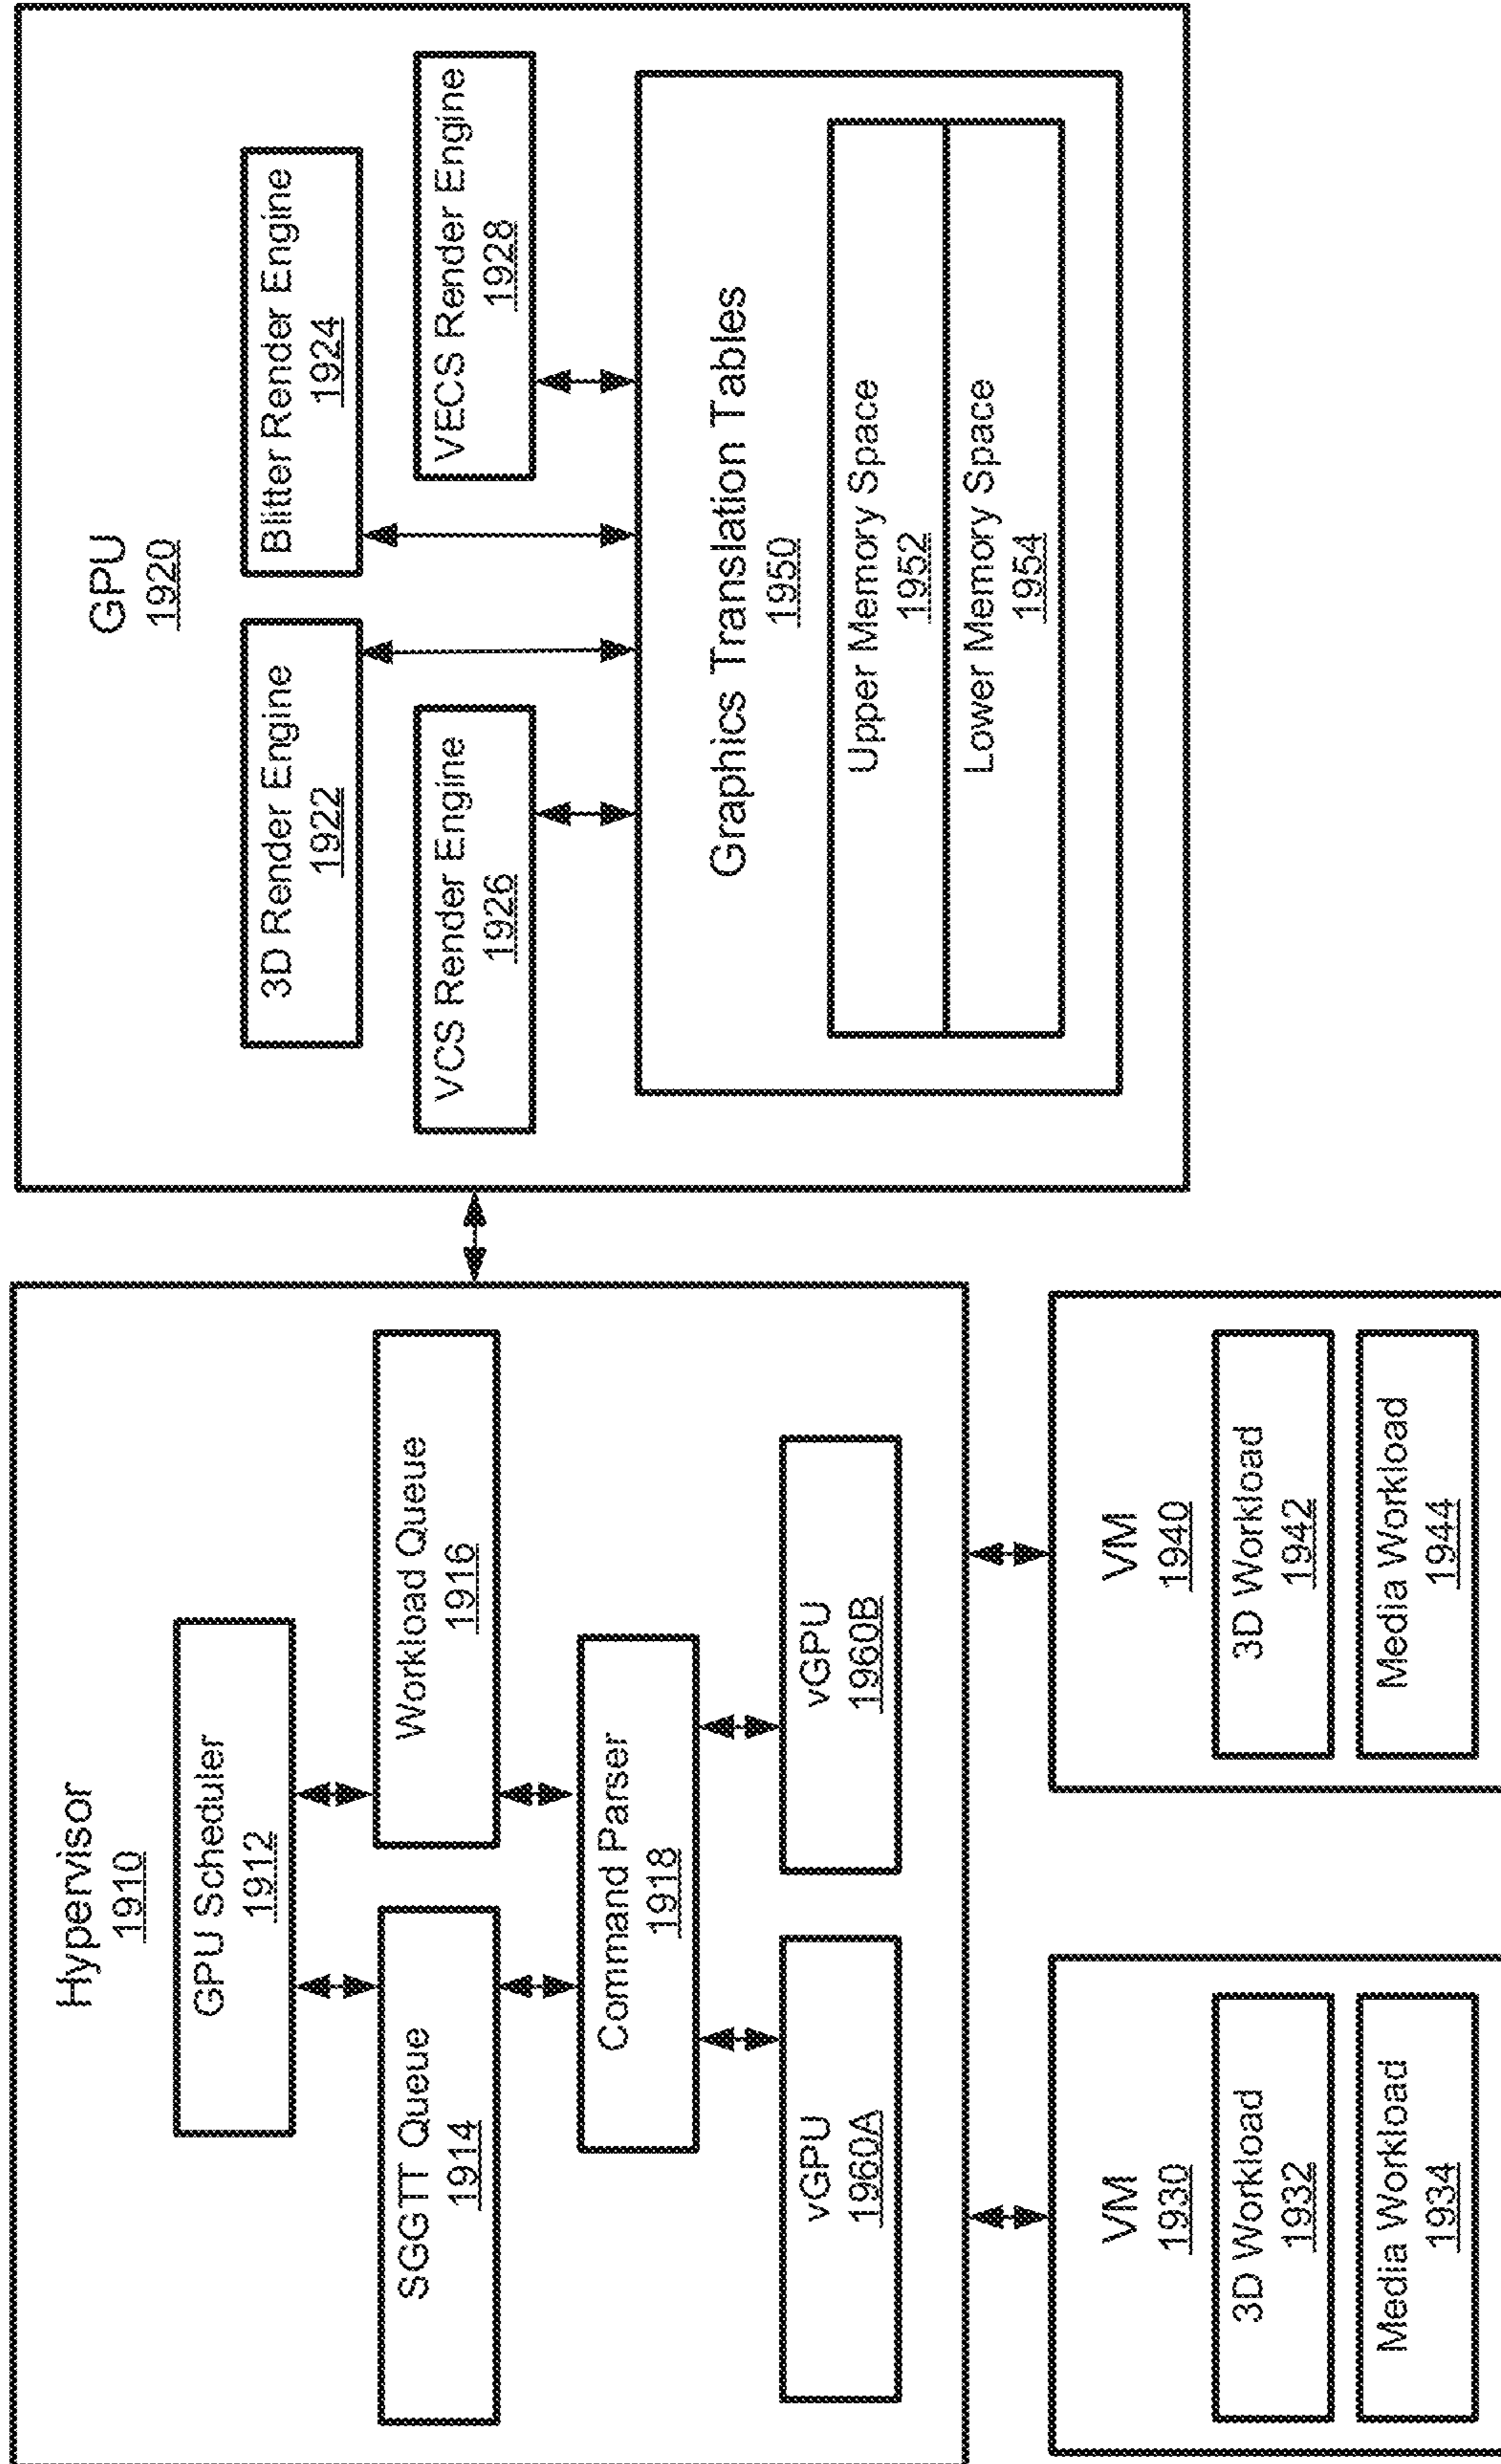 Hypervisor
1910
GPU Scheduler
1912
SGGTT Queue
1914
Workload Queue
1916
Command Parser
1918
vGPU
1960A
vGPU
1960B
VM
1930
3D Workload
1932
Media Workload
1934
VM
1940
3D Workload
1942
Media Workload
1944
GPU
1920
3D Render Engine
1922
Blitter Render Engine
1924
VCS Render Engine
1926
VECS Render Engine
1928
Graphics Translation Tables
1950
Upper Memory Space
1952
Lower Memory Space
1954